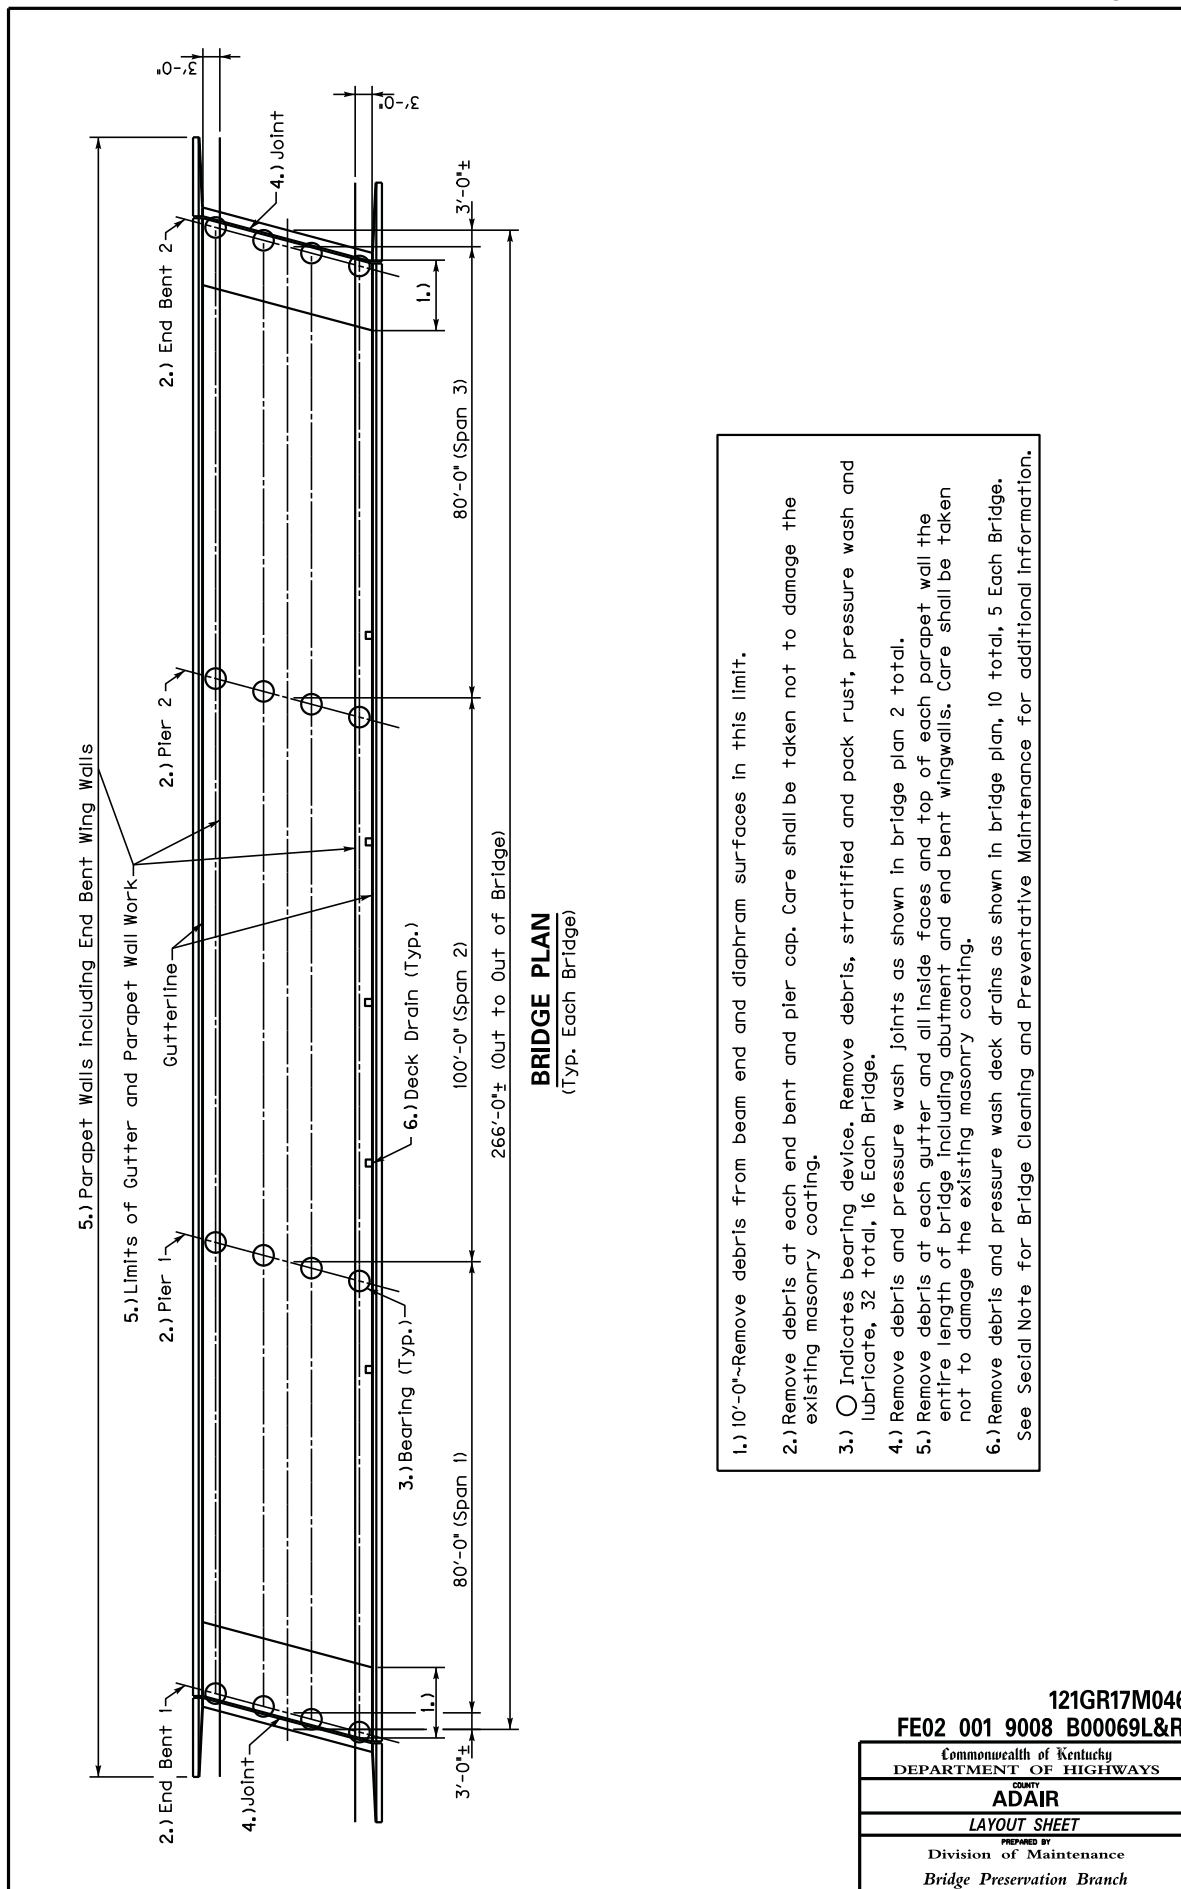 5.) Parapet Walls including End Bent Wing Walls
5.) Limits of Gutter and Parapet Wall Work
Gutterline
2.) End Bent 1
2.) Pier 1
2.) Pier 2
2.) End Bent 2
3'-0"
3'-0"
4.) Joint
4.) Joint
3.) Bearing (Typ.)
6.) Deck Drain (Typ.)
1.)
1.)
3'-0"±
80'-0" (Span 1)
100'-0" (Span 2)
80'-0" (Span 3)
3'-0"±
266'-0"± (Out to Out of Bridge)
BRIDGE PLAN
(Typ. Each Bridge)
1.) 10'-0"~Remove debris from beam end and diaphram surfaces in this limit.
2.) Remove debris at each end bent and pier cap. Care shall be taken not to damage the
existing masonry coating.
3.) ◯ Indicates bearing device. Remove debris, stratified and pack rust, pressure wash and
lubricate, 32 total, 16 Each Bridge.
4.) Remove debris and pressure wash joints as shown in bridge plan 2 total.
5.) Remove debris at each gutter and all inside faces and top of each parapet wall the
entire length of bridge including abutment and end bent wingwalls. Care shall be taken
not to damage the existing masonry coating.
6.) Remove debris and pressure wash deck drains as shown in bridge plan, 10 total, 5 Each Bridge.
See Secial Note for Bridge Cleaning and Preventative Maintenance for additional information.
121GR17M046
FE02 001 9008 B00069L&R
Commonwealth of Kentucky
DEPARTMENT OF HIGHWAYS
COUNTY
ADAIR
LAYOUT SHEET
PREPARED BY
Division of Maintenance
Bridge Preservation Branch